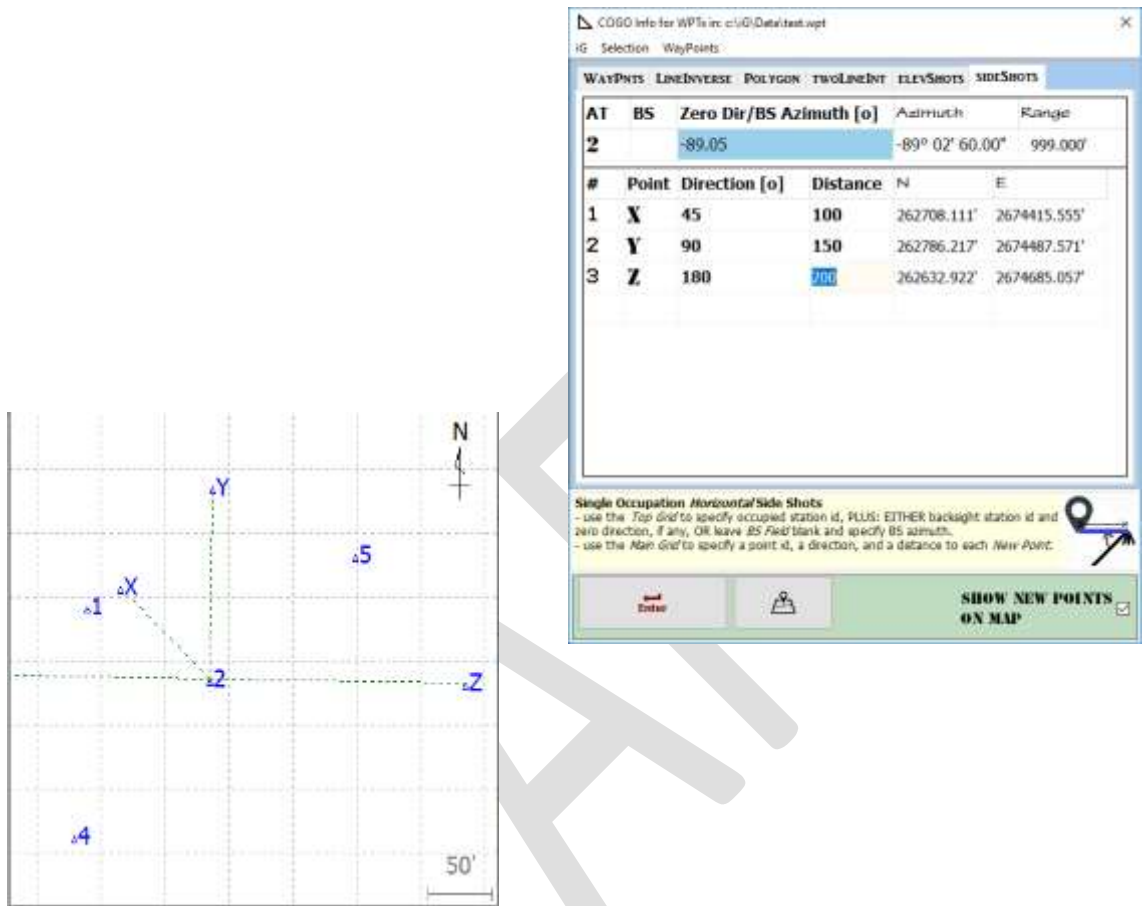 COGO Info for WPTs in: c:\iG\Data\test.wpt
iG Selection WayPoints
WAYPNTS LINEINVERSE POLYGON TWOLINEINT ELEVSHOTS SIDESHOTS
AT BS Zero Dir/BS Azimuth [o] Azimuth Range
2 -89.05 -89° 02' 60.00" 999.000'
# Point Direction [o] Distance N E
1 X 45 100 262708.111' 2674415.555'
2 Y 90 150 262786.217' 2674487.571'
3 Z 180 200 262632.922' 2674685.057'
Single Occupation Horizontal Side Shots
- use the Top Grid to specify occupied station id, PLUS: EITHER backsight station id and
zero direction, if any, OR leave BS Field blank and specify BS azimuth.
- use the Main Grid to specify a point id, a direction, and a distance to each New Point.
Enter
SHOW NEW POINTS
ON MAP
N
Y
5
X
1
2
Z
4
50'